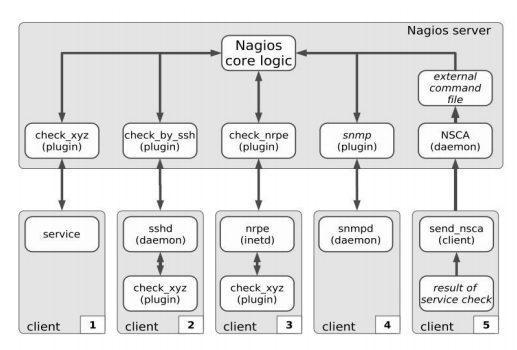 Nagios server
Nagios
core logic
external
command
file
check_xyz
(plugin)
check_by_ssh
(plugin)
check_nrpe
(plugin)
snmp
(plugin)
NSCA
(daemon)
service
sshd
(daemon)
nrpe
(inetd)
snmpd
(daemon)
send_nsca
(client)
check_xyz
(plugin)
check_xyz
(plugin)
result of
service check
client 1
client 2
client 3
client 4
client 5